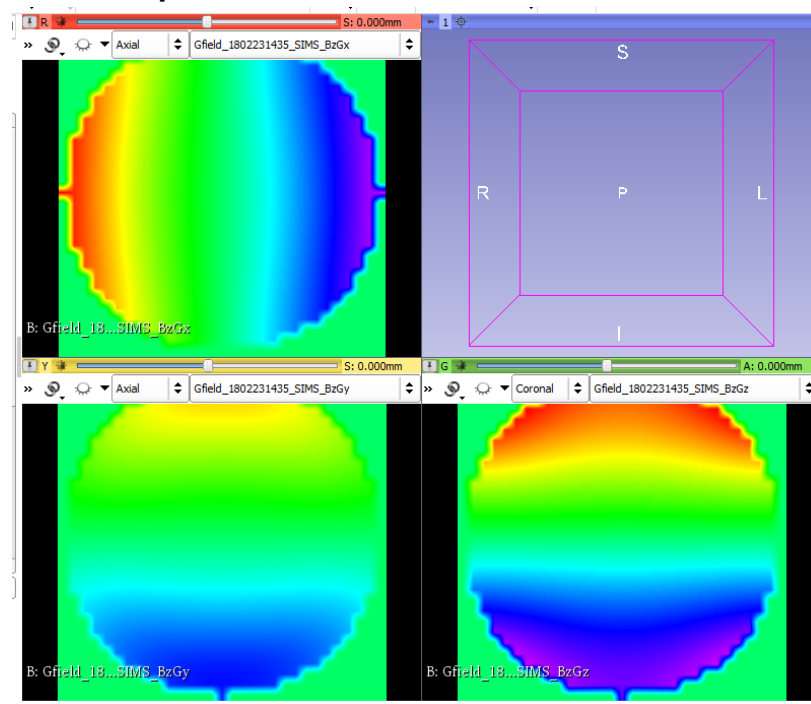 R S: 0.000mm
» Axial Gfield_1802231435_SIMS_BzGx
B: Gfield_18...SIMS_BzGx
1
S
R P L
I
Y S: 0.000mm
» Axial Gfield_1802231435_SIMS_BzGy
B: Gfield_18...SIMS_BzGy
G A: 0.000mm
» Coronal Gfield_1802231435_SIMS_BzGz
B: Gfield_18...SIMS_BzGz